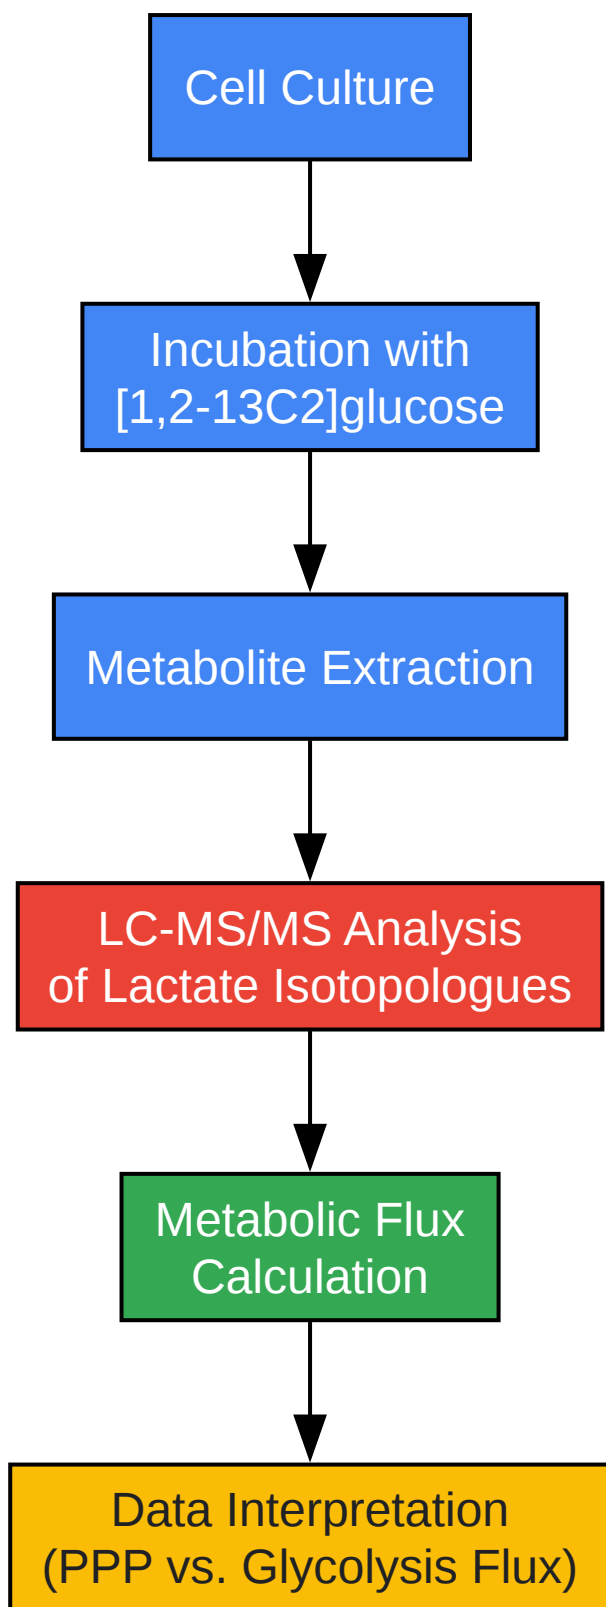 Cell Culture
Incubation with
[1,2-13C2]glucose
Metabolite Extraction
LC-MS/MS Analysis
of Lactate Isotopologues
Metabolic Flux
Calculation
Data Interpretation
(PPP vs. Glycolysis Flux)